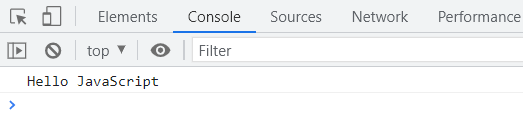 Elements Console Sources Network Performance
top ▼ Filter
Hello JavaScript
>